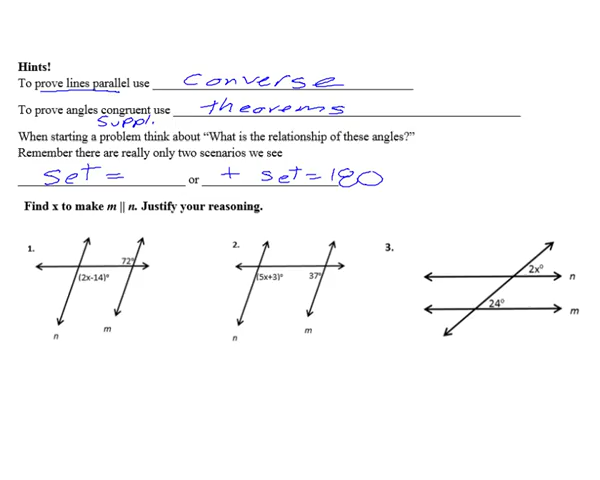 Hints!
To prove lines parallel use converse
To prove angles congruent use theorems
suppl.
When starting a problem think about “What is the relationship of these angles?”
Remember there are really only two scenarios we see
set = or + set = 180
Find x to make m || n. Justify your reasoning.
1. 2. 3.
72° 2x°
(2x-14)° (5x+3)° 37° n
24° m
n m n m